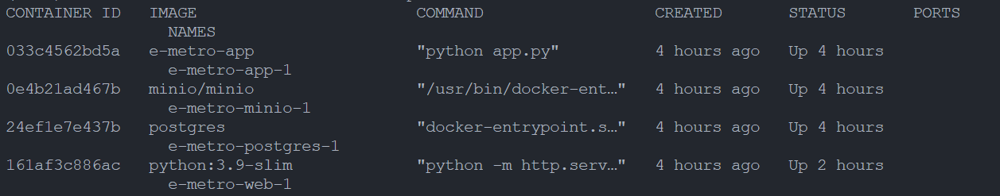 CONTAINER ID IMAGE COMMAND CREATED STATUS PORTS
NAMES
033c4562bd5a e-metro-app "python app.py" 4 hours ago Up 4 hours
e-metro-app-1
0e4b21ad467b minio/minio "/usr/bin/docker-ent…" 4 hours ago Up 4 hours
e-metro-minio-1
24ef1e7e437b postgres "docker-entrypoint.s…" 4 hours ago Up 4 hours
e-metro-postgres-1
161af3c886ac python:3.9-slim "python -m http.serv…" 4 hours ago Up 2 hours
e-metro-web-1